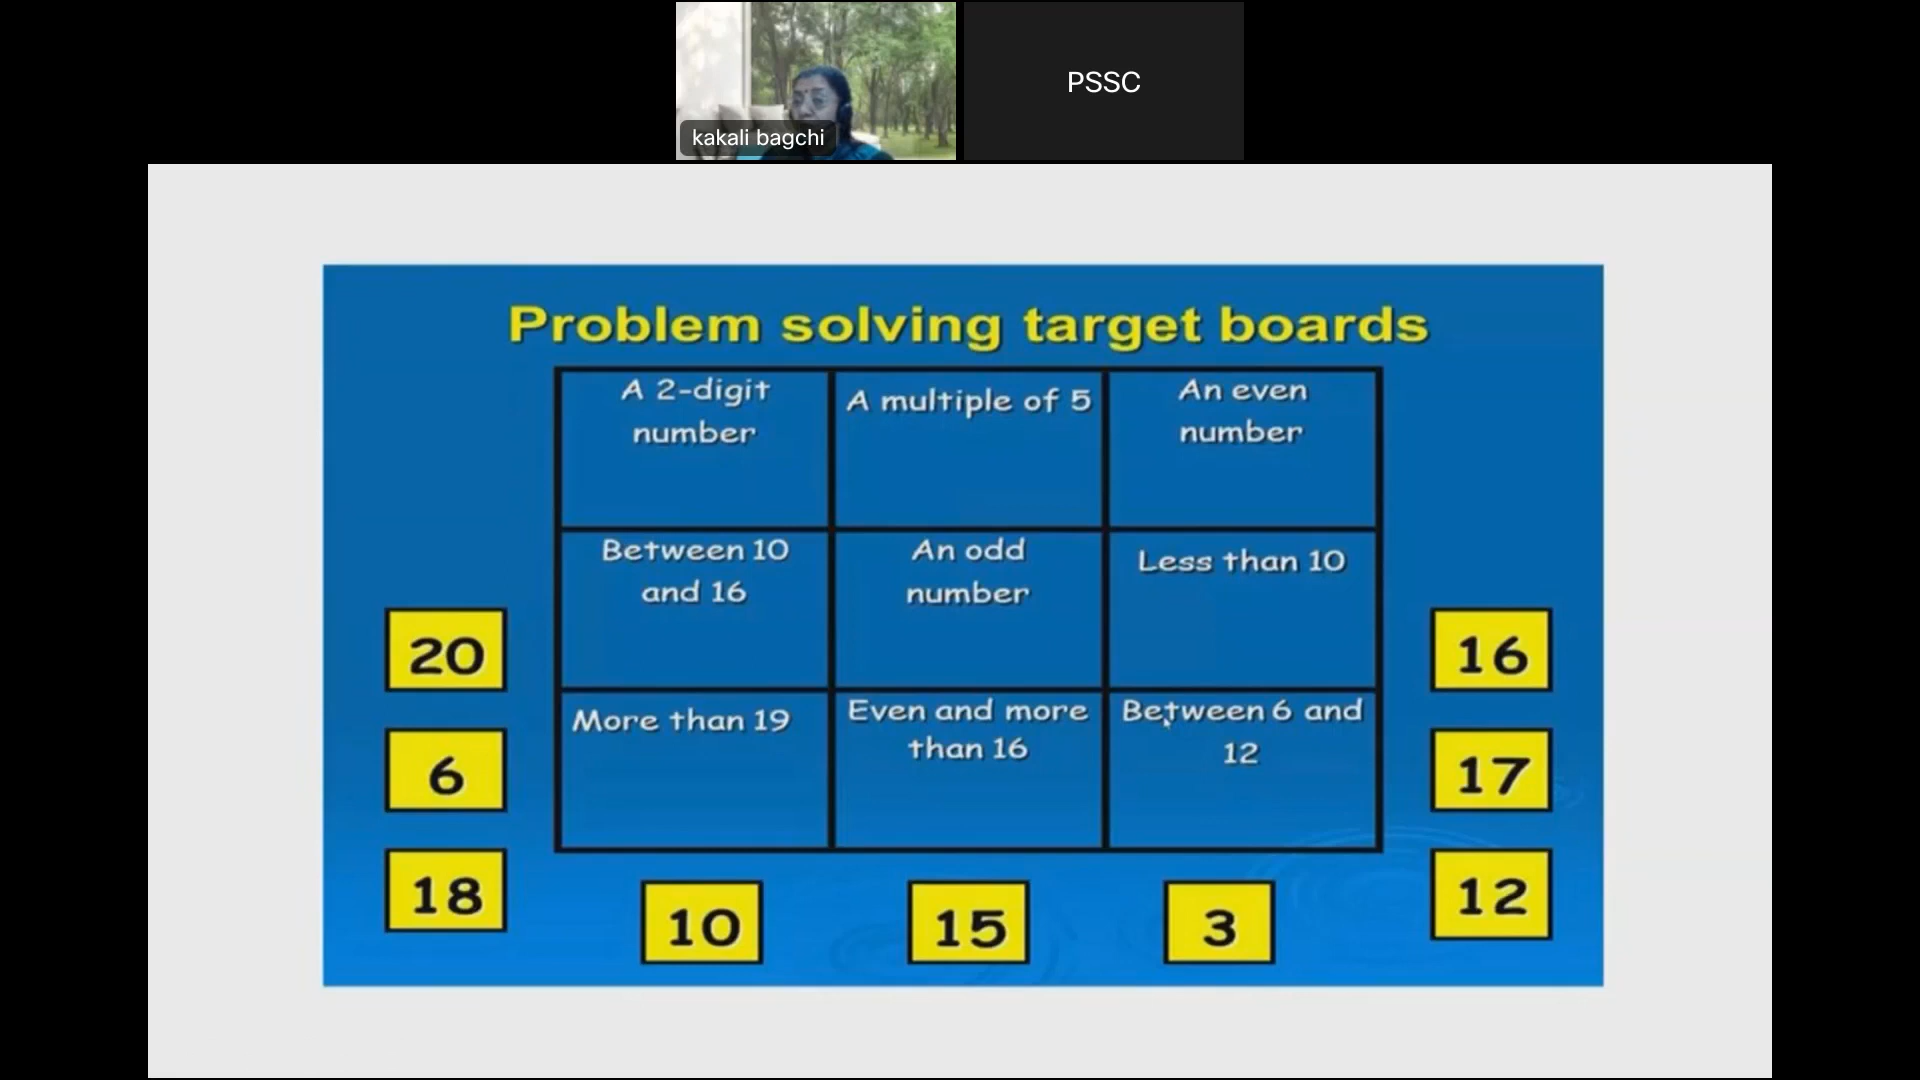 kakali bagchi
PSSC
Problem solving target boards
A 2-digit
number
A multiple of 5
An even
number
Between 10
and 16
An odd
number
Less than 10
More than 19
Even and more
than 16
Between 6 and
12
20
6
18
10
15
3
16
17
12